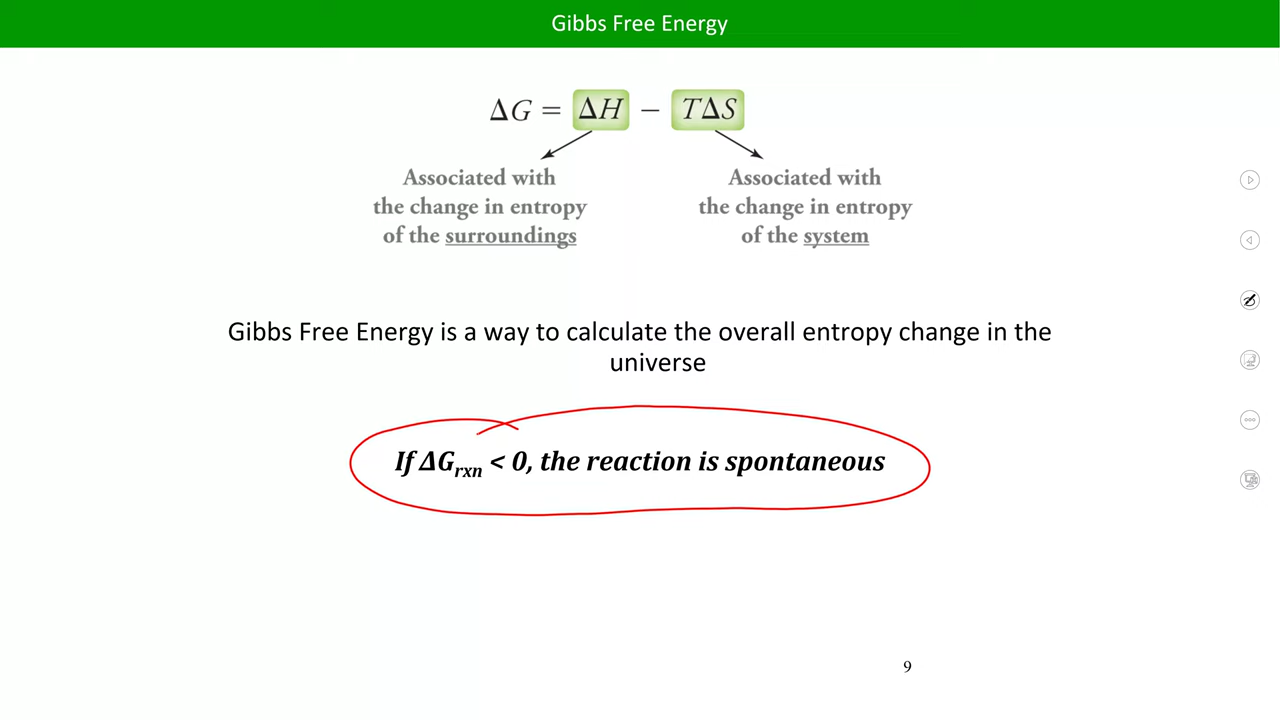 Gibbs Free Energy
ΔG = ΔH − TΔS
Associated with
the change in entropy
of the surroundings
Associated with
the change in entropy
of the system
Gibbs Free Energy is a way to calculate the overall entropy change in the
universe
If ΔGrxn < 0, the reaction is spontaneous
9